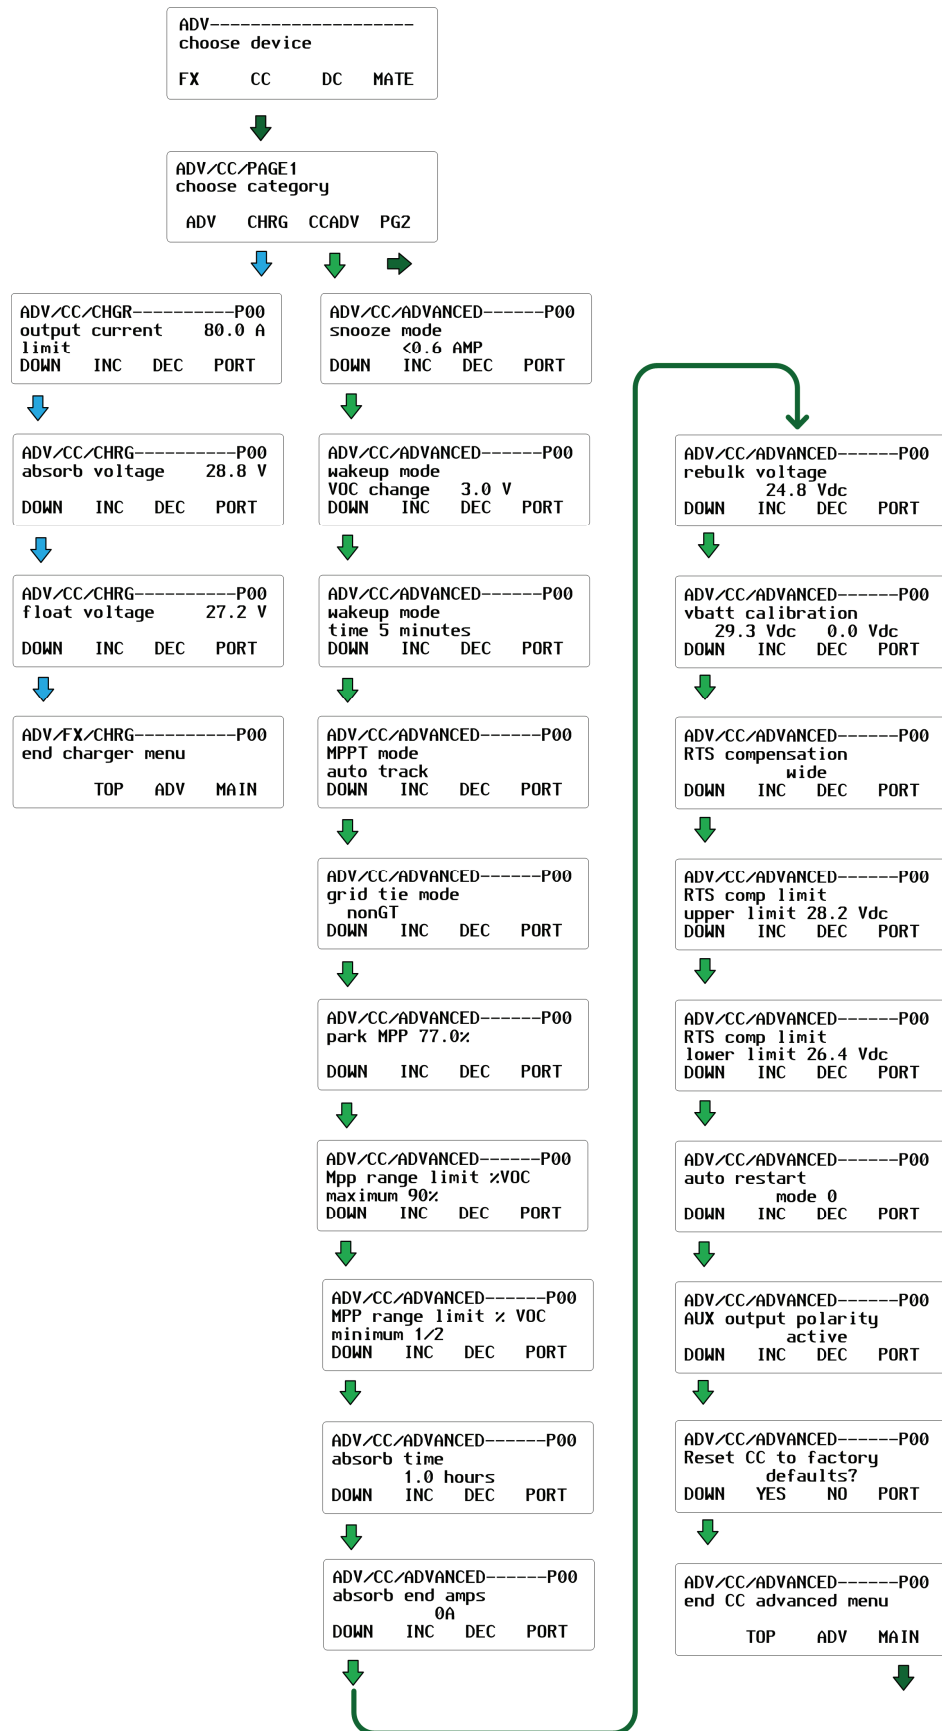 ADV--------------------
choose device
FX CC DC MATE
ADV/CC/PAGE1
choose category
ADV CHRG CCADV PG2
ADV/CC/CHGR----------P00
output current 80.0 A
limit
DOWN INC DEC PORT
ADV/CC/CHRG----------P00
absorb voltage 28.8 V
DOWN INC DEC PORT
ADV/CC/CHRG----------P00
float voltage 27.2 V
DOWN INC DEC PORT
ADV/FX/CHRG----------P00
end charger menu
TOP ADV MAIN
ADV/CC/ADVANCED------P00
snooze mode
<0.6 AMP
DOWN INC DEC PORT
ADV/CC/ADVANCED------P00
wakeup mode
VOC change 3.0 V
DOWN INC DEC PORT
ADV/CC/ADVANCED------P00
wakeup mode
time 5 minutes
DOWN INC DEC PORT
ADV/CC/ADVANCED------P00
MPPT mode
auto track
DOWN INC DEC PORT
ADV/CC/ADVANCED------P00
grid tie mode
nonGT
DOWN INC DEC PORT
ADV/CC/ADVANCED------P00
park MPP 77.0%
DOWN INC DEC PORT
ADV/CC/ADVANCED------P00
Mpp range limit %VOC
maximum 90%
DOWN INC DEC PORT
ADV/CC/ADVANCED------P00
MPP range limit % VOC
minimum 1/2
DOWN INC DEC PORT
ADV/CC/ADVANCED------P00
absorb time
1.0 hours
DOWN INC DEC PORT
ADV/CC/ADVANCED------P00
absorb end amps
0A
DOWN INC DEC PORT
ADV/CC/ADVANCED------P00
rebulk voltage
24.8 Vdc
DOWN INC DEC PORT
ADV/CC/ADVANCED------P00
vbatt calibration
29.3 Vdc 0.0 Vdc
DOWN INC DEC PORT
ADV/CC/ADVANCED------P00
RTS compensation
wide
DOWN INC DEC PORT
ADV/CC/ADVANCED------P00
RTS comp limit
upper limit 28.2 Vdc
DOWN INC DEC PORT
ADV/CC/ADVANCED------P00
RTS comp limit
lower limit 26.4 Vdc
DOWN INC DEC PORT
ADV/CC/ADVANCED------P00
auto restart
mode 0
DOWN INC DEC PORT
ADV/CC/ADVANCED------P00
AUX output polarity
active
DOWN INC DEC PORT
ADV/CC/ADVANCED------P00
Reset CC to factory
defaults?
DOWN YES NO PORT
ADV/CC/ADVANCED------P00
end CC advanced menu
TOP ADV MAIN